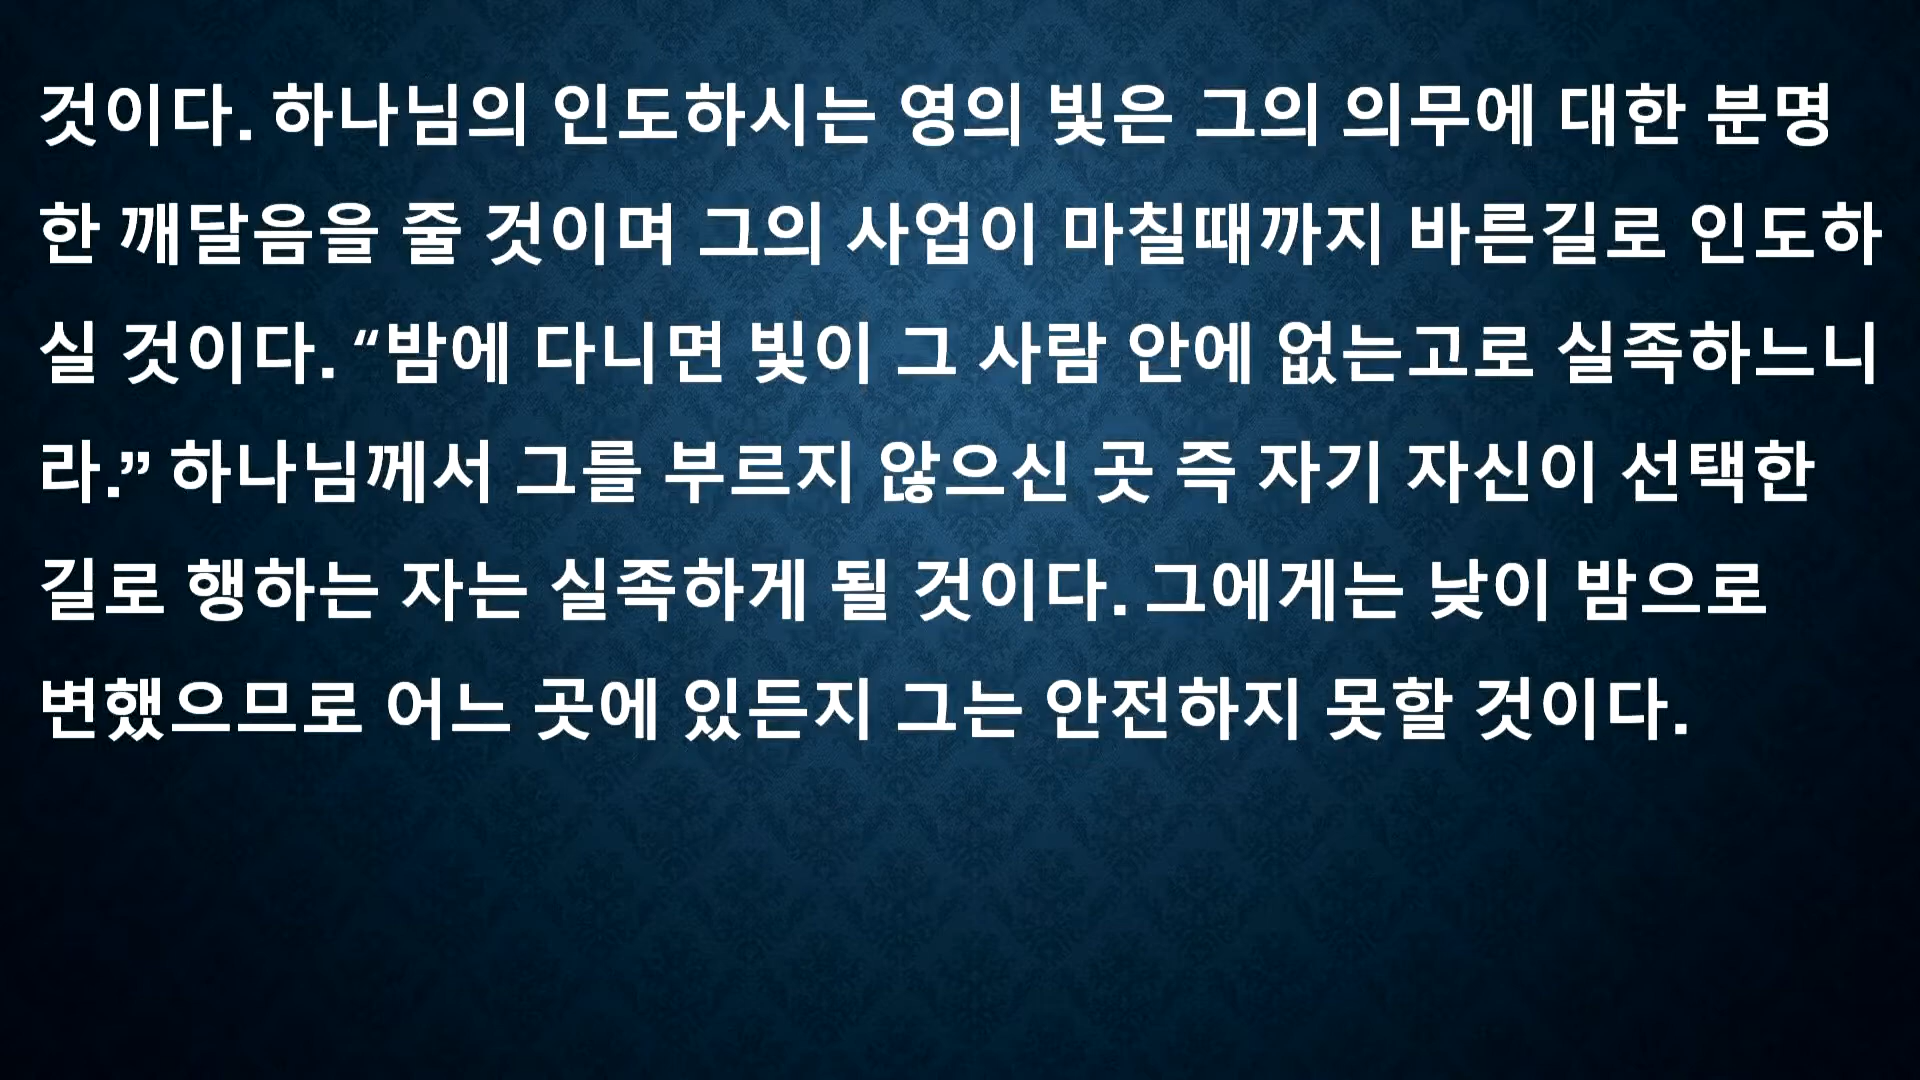 것이다. 하나님의 인도하시는 영의 빛은 그의 의무에 대한 분명
한 깨달음을 줄 것이며 그의 사업이 마칠때까지 바른길로 인도하
실 것이다. “밤에 다니면 빛이 그 사람 안에 없는고로 실족하느니
라.” 하나님께서 그를 부르지 않으신 곳 즉 자기 자신이 선택한
길로 행하는 자는 실족하게 될 것이다. 그에게는 낮이 밤으로
변했으므로 어느 곳에 있든지 그는 안전하지 못할 것이다.